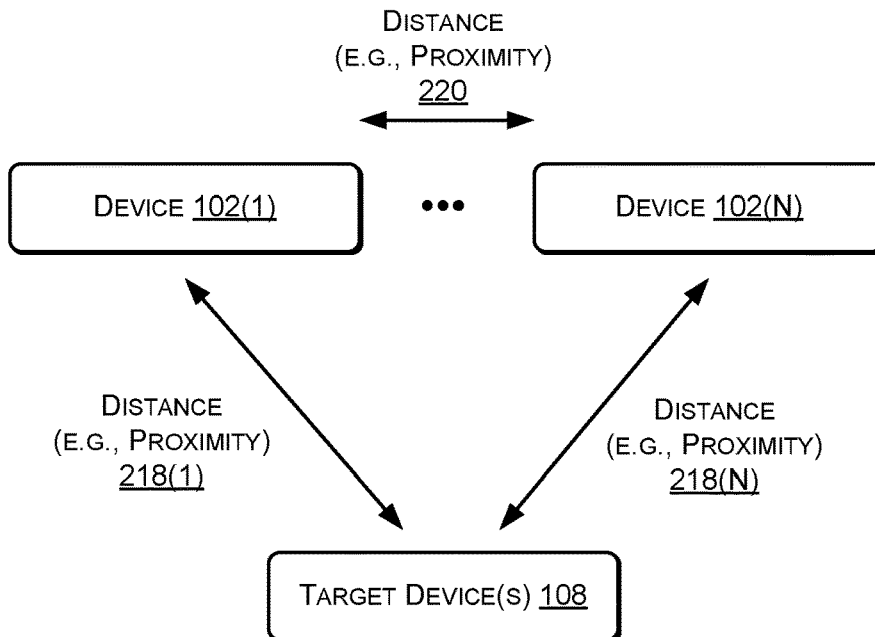 DISTANCE
(E.G., PROXIMITY)
220
DEVICE 102(1)
•••
DEVICE 102(N)
DISTANCE
(E.G., PROXIMITY)
218(1)
DISTANCE
(E.G., PROXIMITY)
218(N)
TARGET DEVICE(S) 108